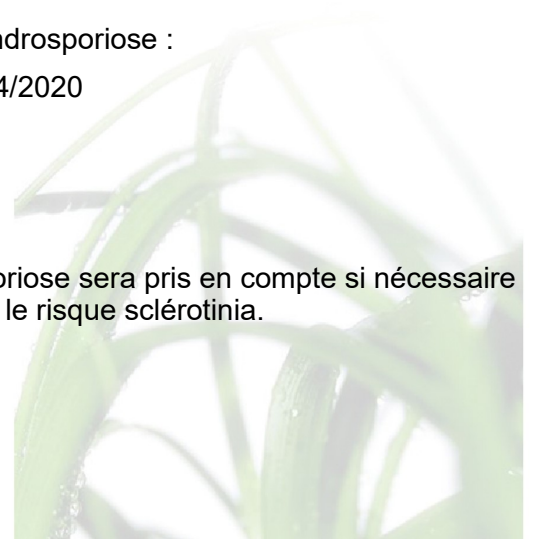 ndrosporiose :
4/2020
oriose sera pris en compte si nécessaire
le risque sclérotinia.